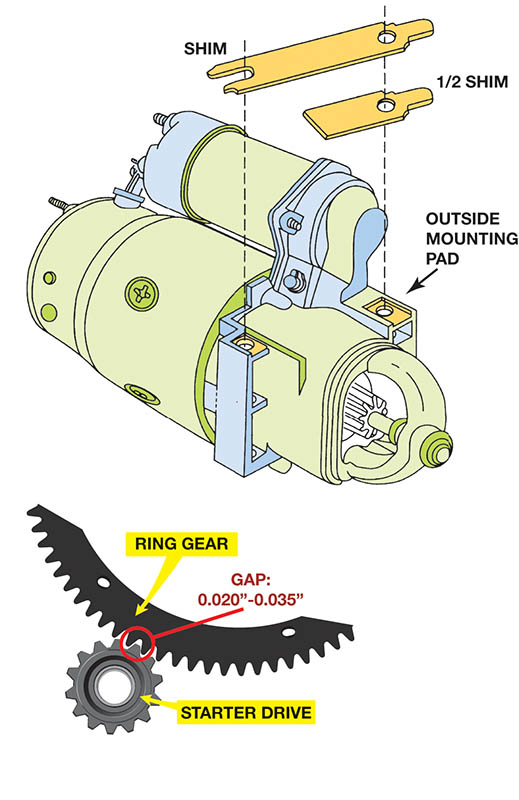 SHIM
1/2 SHIM
OUTSIDE
MOUNTING
PAD
RING GEAR
GAP:
0.020”-0.035”
STARTER DRIVE